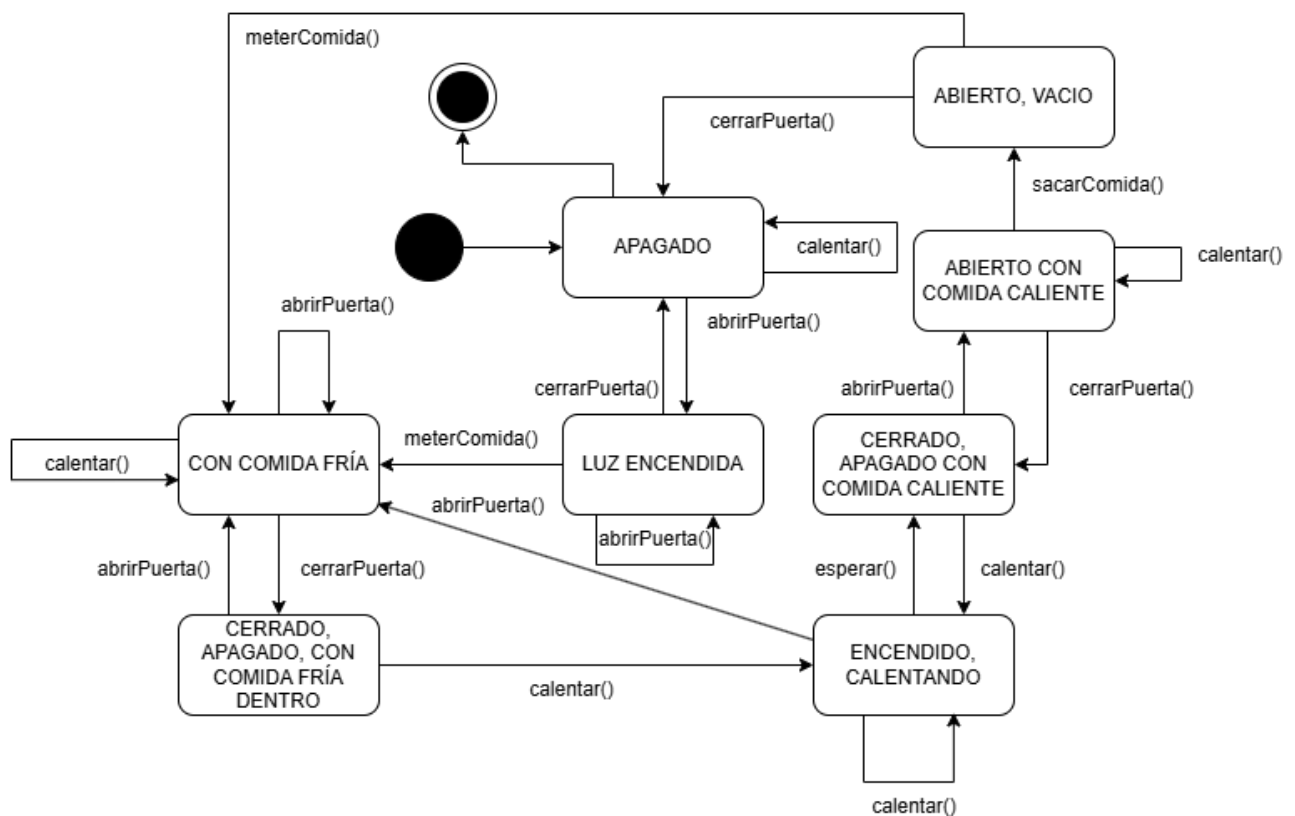 meterComida()
ABIERTO, VACIO
cerrarPuerta()
sacarComida()
APAGADO
calentar()
ABIERTO CON
COMIDA CALIENTE
calentar()
abrirPuerta()
abrirPuerta()
cerrarPuerta()
abrirPuerta()
cerrarPuerta()
calentar()
CON COMIDA FRÍA
meterComida()
LUZ ENCENDIDA
CERRADO,
APAGADO CON
COMIDA CALIENTE
abrirPuerta()
abrirPuerta()
abrirPuerta()
cerrarPuerta()
esperar()
calentar()
CERRADO,
APAGADO, CON
COMIDA FRÍA
DENTRO
calentar()
ENCENDIDO,
CALENTANDO
calentar()